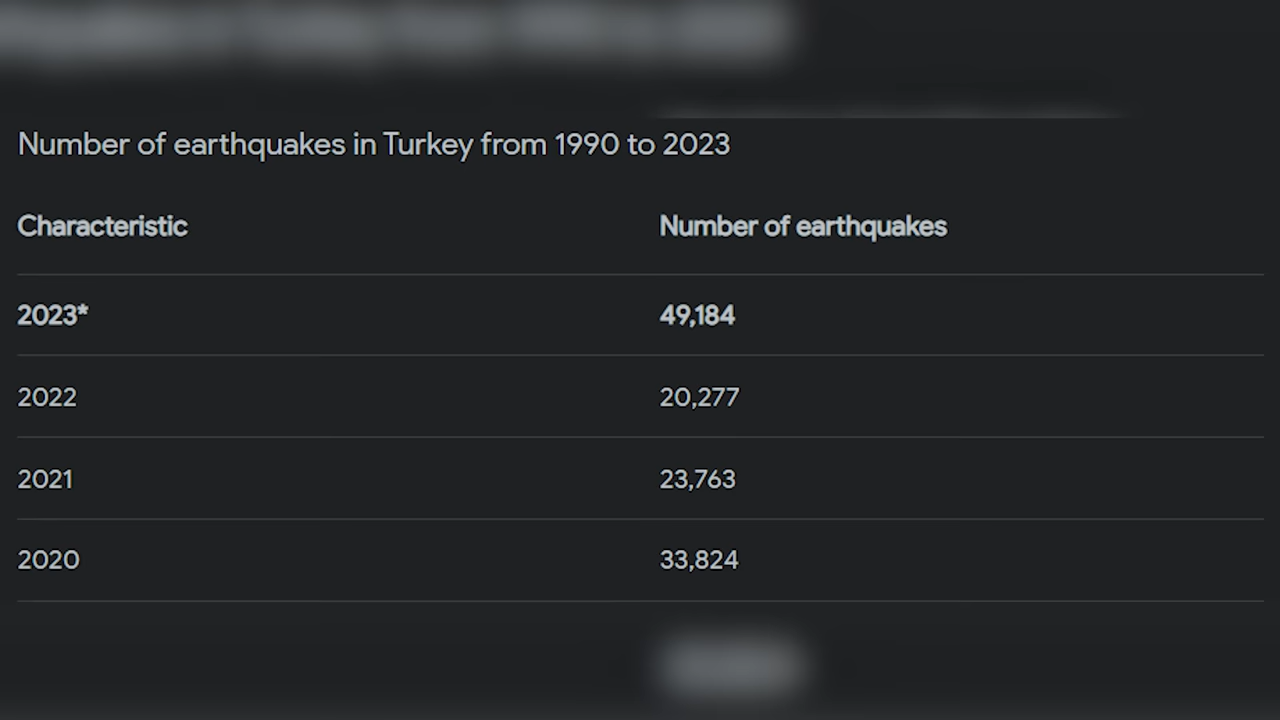 Number of earthquakes in Turkey from 1990 to 2023
Characteristic Number of earthquakes
2023* 49,184
2022 20,277
2021 23,763
2020 33,824